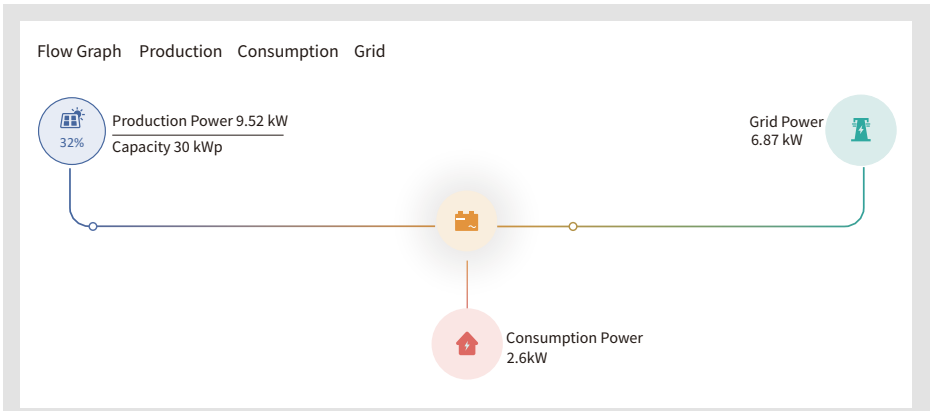 Flow Graph Production Consumption Grid
32%
Production Power 9.52 kW
Capacity 30 kWp
Grid Power
6.87 kW
Consumption Power
2.6kW